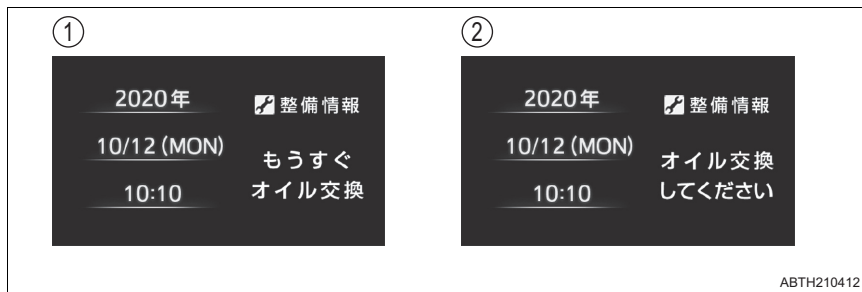 ①
2020年
10/12(MON)
10:10
整備情報
もうすぐ
オイル交換
②
2020年
10/12(MON)
10:10
整備情報
オイル交換
してください
ABTH210412